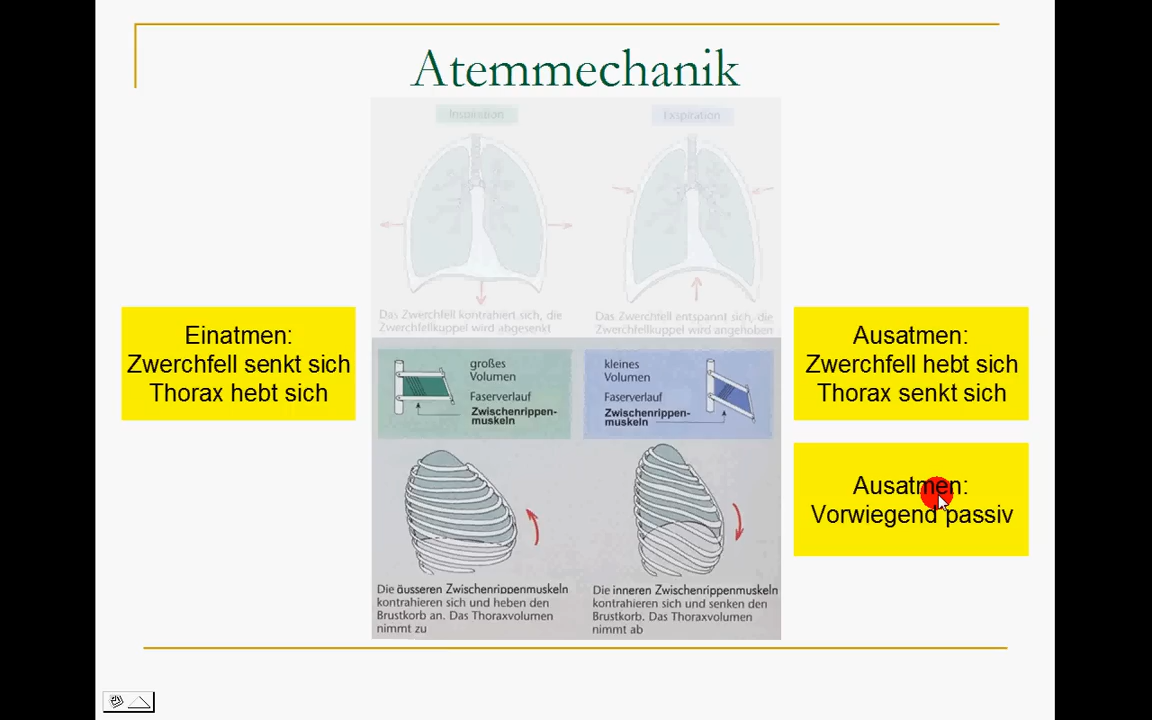 Atemmechanik
Inspiration
Exspiration
Das Zwerchfell kontrahiert sich, die
Zwerchfellkuppel wird abgesenkt
Das Zwerchfell entspannt sich, die
Zwerchfellkuppel wird angehoben
Einatmen:
Zwerchfell senkt sich
Thorax hebt sich
großes
Volumen
Faserverlauf
Zwischenrippen-
muskeln
kleines
Volumen
Faserverlauf
Zwischenrippen-
muskeln
Ausatmen:
Zwerchfell hebt sich
Thorax senkt sich
Ausatmen:
Vorwiegend passiv
Die äusseren Zwischenrippenmuskeln
kontrahieren sich und heben den
Brustkorb an. Das Thoraxvolumen
nimmt zu
Die inneren Zwischenrippenmuskeln
kontrahieren sich und senken den
Brustkorb. Das Thoraxvolumen
nimmt ab